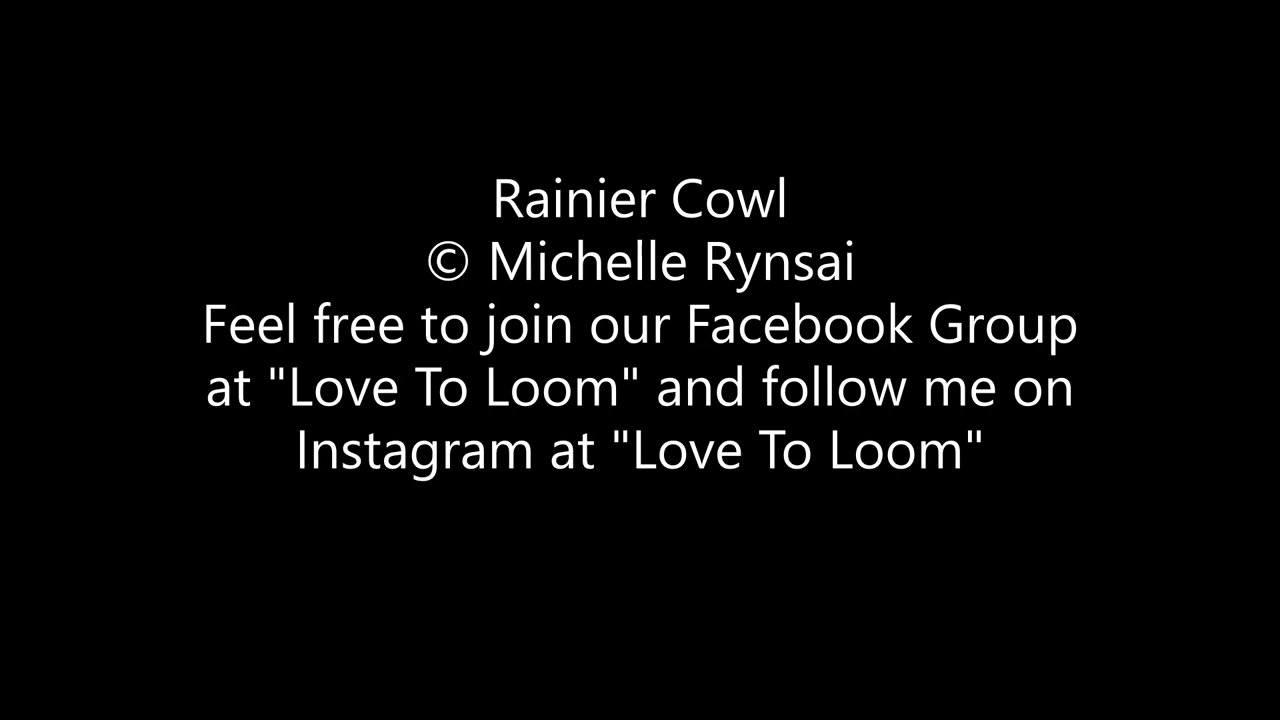 Rainier Cowl
© Michelle Rynsai
Feel free to join our Facebook Group
at "Love To Loom" and follow me on
Instagram at "Love To Loom"